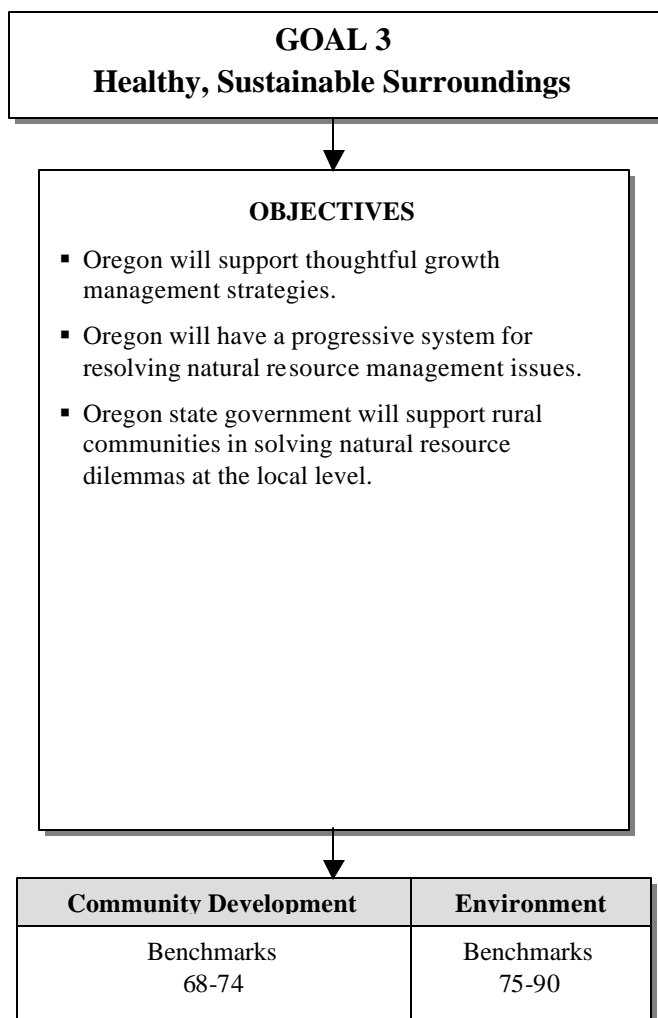 GOAL 3
Healthy, Sustainable Surroundings
OBJECTIVES
▪ Oregon will support thoughtful growth
management strategies.
▪ Oregon will have a progressive system for
resolving natural resource management issues.
▪ Oregon state government will support rural
communities in solving natural resource
dilemmas at the local level.
Community Development
Environment
Benchmarks
68-74
Benchmarks
75-90